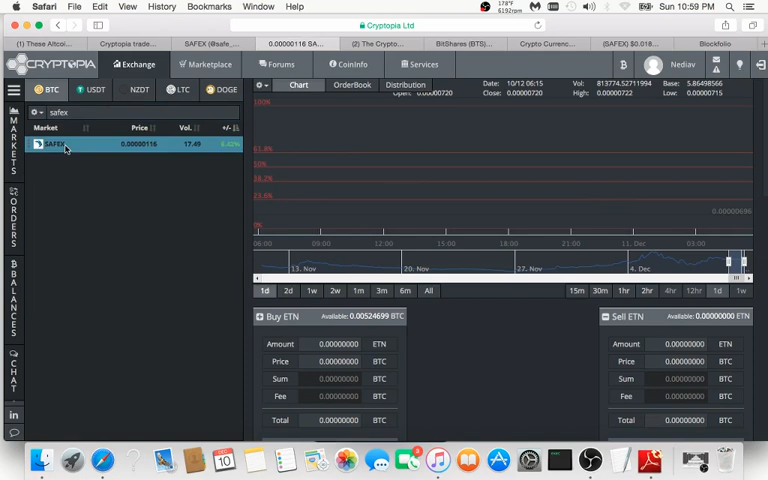 Safari File Edit View History Bookmarks Window Help 178°F 6192rpm Sun 10:59 PM
Cryptopia Ltd
(1) These Altcoi... Cryptopia trade... SAFEX (@safe_... 0.00000116 SA... (2) The Crypto... BitShares (BTS)... Crypto Currenc... (SAFEX) $0.018... Blockfolio
CRYPTOPIA Exchange Marketplace Forums CoinInfo Services Nediav
BTC USDT NZDT LTC DOGE
Chart OrderBook Distribution
Date: 10/12 06:15 Vol: 813774.52711994 Base: 5.86498566
Open: 0.00000720 Close: 0.00000720 High: 0.00000722 Low: 0.00000715
safex
Market Price Vol. +/-
SAFEX 0.00000116 17.49 8.42%
MARKETS
ORDERS
BALANCES
CHAT
100%
61.8%
50%
38.2%
23.6%
0.00000696
0%
06:00 09:00 12:00 15:00 18:00 21:00 11. Dec 03:00
13. Nov 20. Nov 27. Nov 4. Dec
1d 2d 1w 2w 1m 3m 6m All 15m 30m 1hr 2hr 4hr 12hr 1d 1w
Buy ETN Available: 0.00524699 BTC
Amount 0.00000000 ETN
Price 0.00000000 BTC
Sum 0.00000000 BTC
Fee 0.00000000 BTC
Total 0.00000000 BTC
Sell ETN Available: 0.00000000 ETN
Amount 0.00000000 ETN
Price 0.00000000 BTC
Sum 0.00000000 BTC
Fee 0.00000000 BTC
Total 0.00000000 BTC
in
DEC
10
3